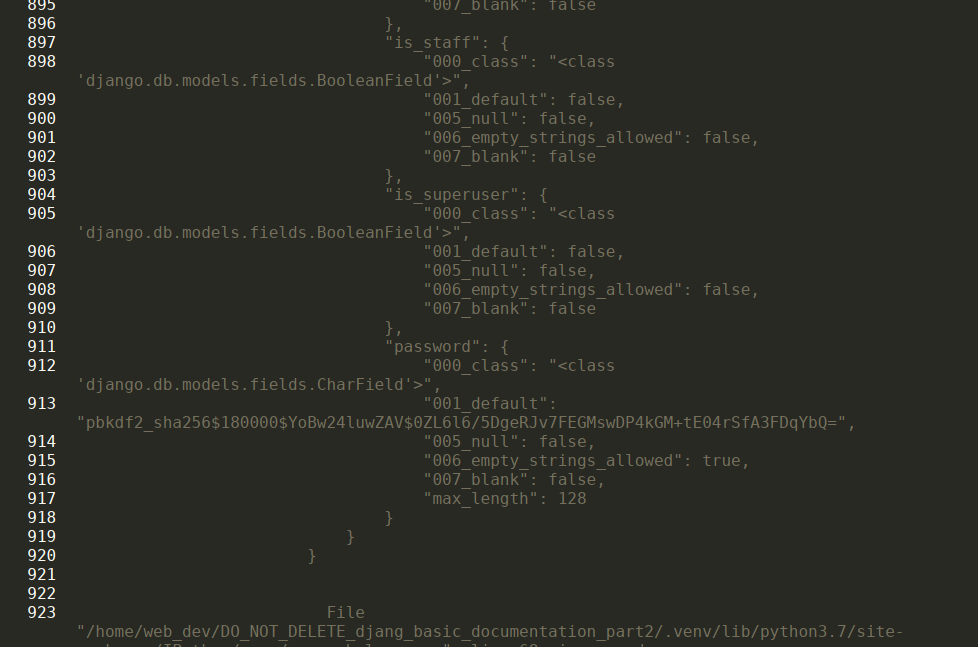 895 "007_blank": false
896 },
897 "is_staff": {
898 "000_class": "<class
'django.db.models.fields.BooleanField'>",
899 "001_default": false,
900 "005_null": false,
901 "006_empty_strings_allowed": false,
902 "007_blank": false
903 },
904 "is_superuser": {
905 "000_class": "<class
'django.db.models.fields.BooleanField'>",
906 "001_default": false,
907 "005_null": false,
908 "006_empty_strings_allowed": false,
909 "007_blank": false
910 },
911 "password": {
912 "000_class": "<class
'django.db.models.fields.CharField'>",
913 "001_default":
"pbkdf2_sha256$180000$YoBw24luwZAV$0ZL6l6/5DgeRJv7FEGMswDP4kGM+tE04rSfA3FDqYbQ=",
914 "005_null": false,
915 "006_empty_strings_allowed": true,
916 "007_blank": false,
917 "max_length": 128
918 }
919 }
920 }
921
922
923 File
"/home/web_dev/DO_NOT_DELETE_djang_basic_documentation_part2/.venv/lib/python3.7/site-